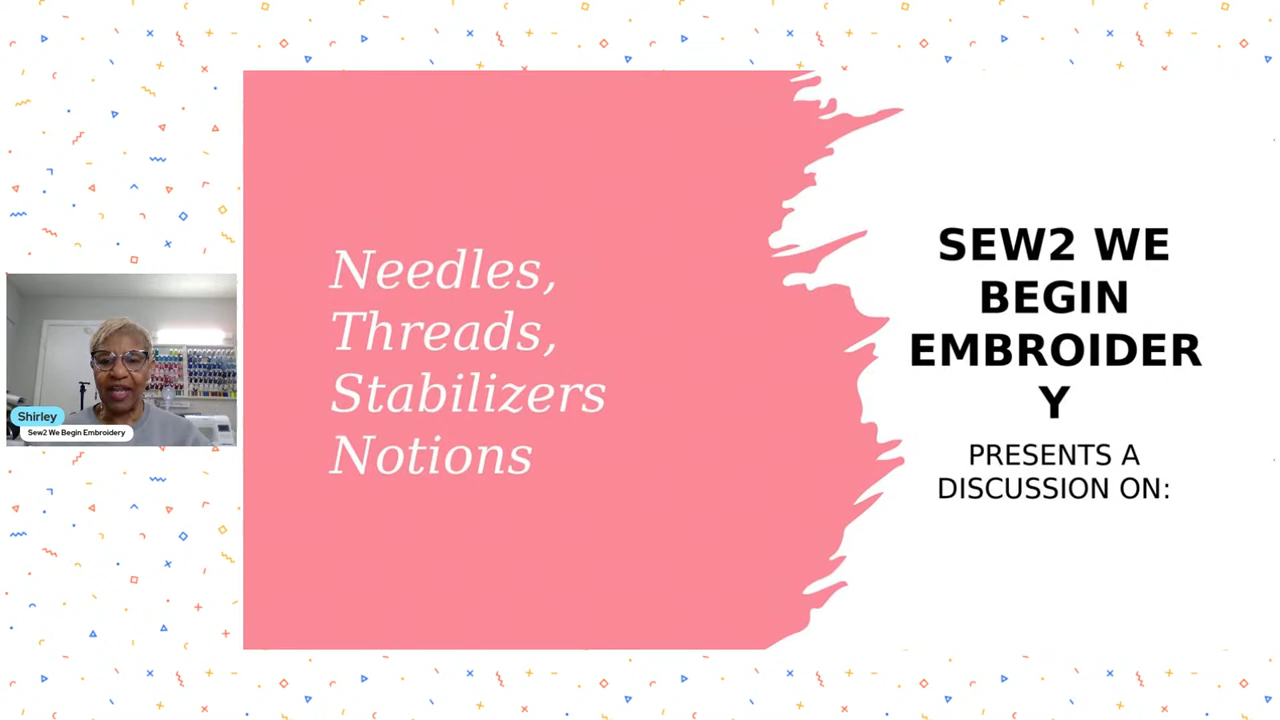 Needles,
Threads,
Stabilizers
Notions
SEW2 WE
BEGIN
EMBROIDER
Y
PRESENTS A
DISCUSSION ON:
Shirley
Sew2 We Begin Embroidery